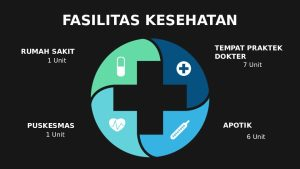 FASILITAS KESEHATAN
RUMAH SAKIT
1 Unit
TEMPAT PRAKTEK
DOKTER
7 Unit
PUSKESMAS
1 Unit
APOTIK
6 Unit